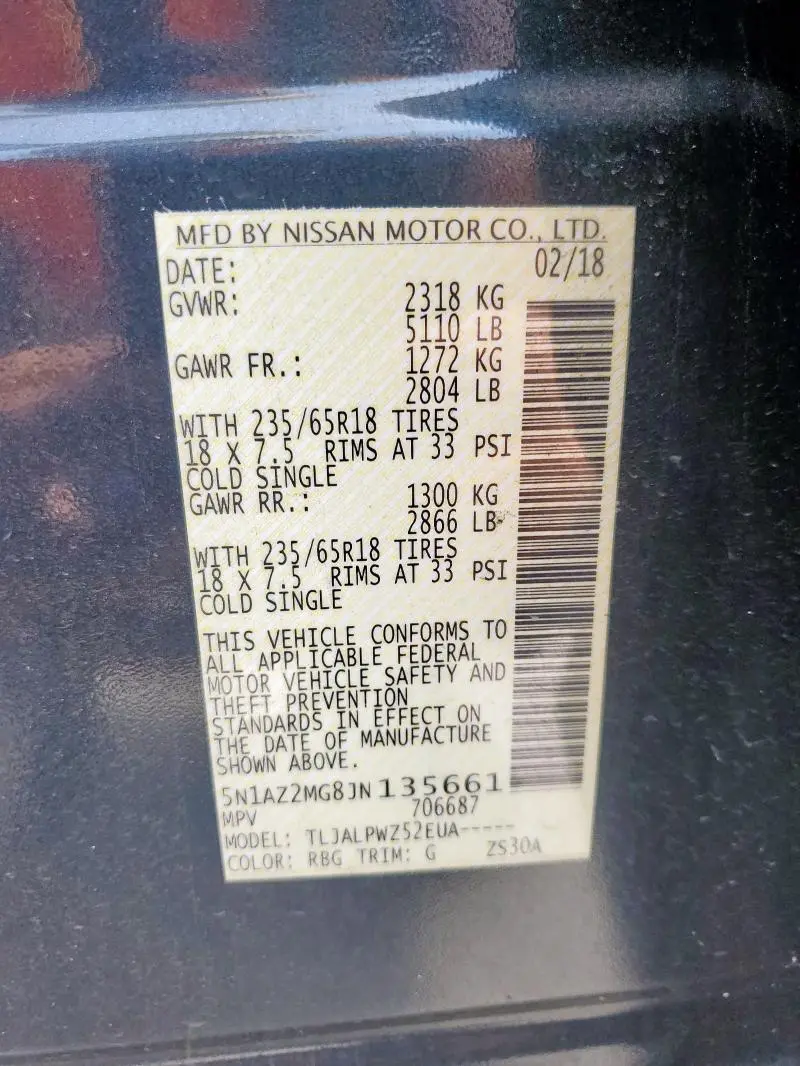 MFD BY NISSAN MOTOR CO., LTD.
DATE: 02/18
GVWR: 2318 KG
5110 LB
GAWR FR.: 1272 KG
2804 LB
WITH 235/65R18 TIRES
18 X 7.5 RIMS AT 33 PSI
COLD SINGLE
GAWR RR.: 1300 KG
2866 LB
WITH 235/65R18 TIRES
18 X 7.5 RIMS AT 33 PSI
COLD SINGLE
THIS VEHICLE CONFORMS TO
ALL APPLICABLE FEDERAL
MOTOR VEHICLE SAFETY AND
THEFT PREVENTION
STANDARDS IN EFFECT ON
THE DATE OF MANUFACTURE
SHOWN ABOVE.
5N1AZ2MG8JN135661
MPV 706687
MODEL: TLJALPWZ52EUA-----
COLOR: RBG TRIM: G ZS30A